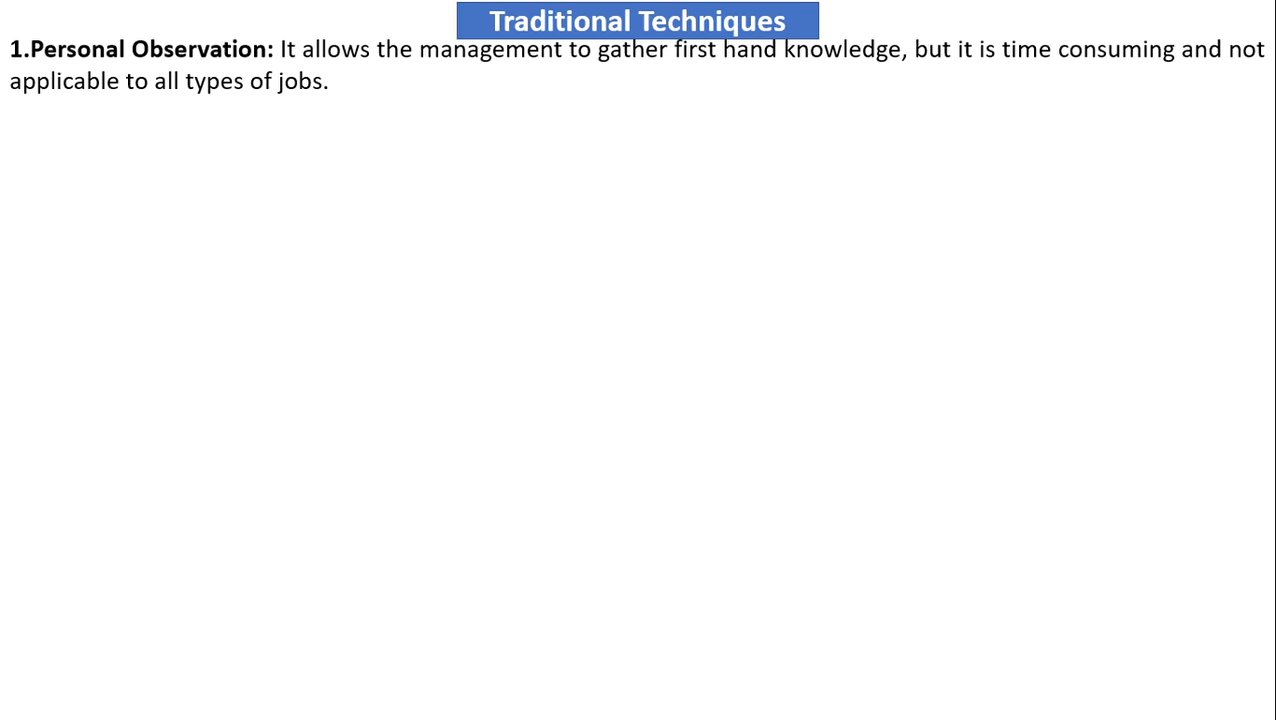 Traditional Techniques
1.Personal Observation: It allows the management to gather first hand knowledge, but it is time consuming and not
applicable to all types of jobs.